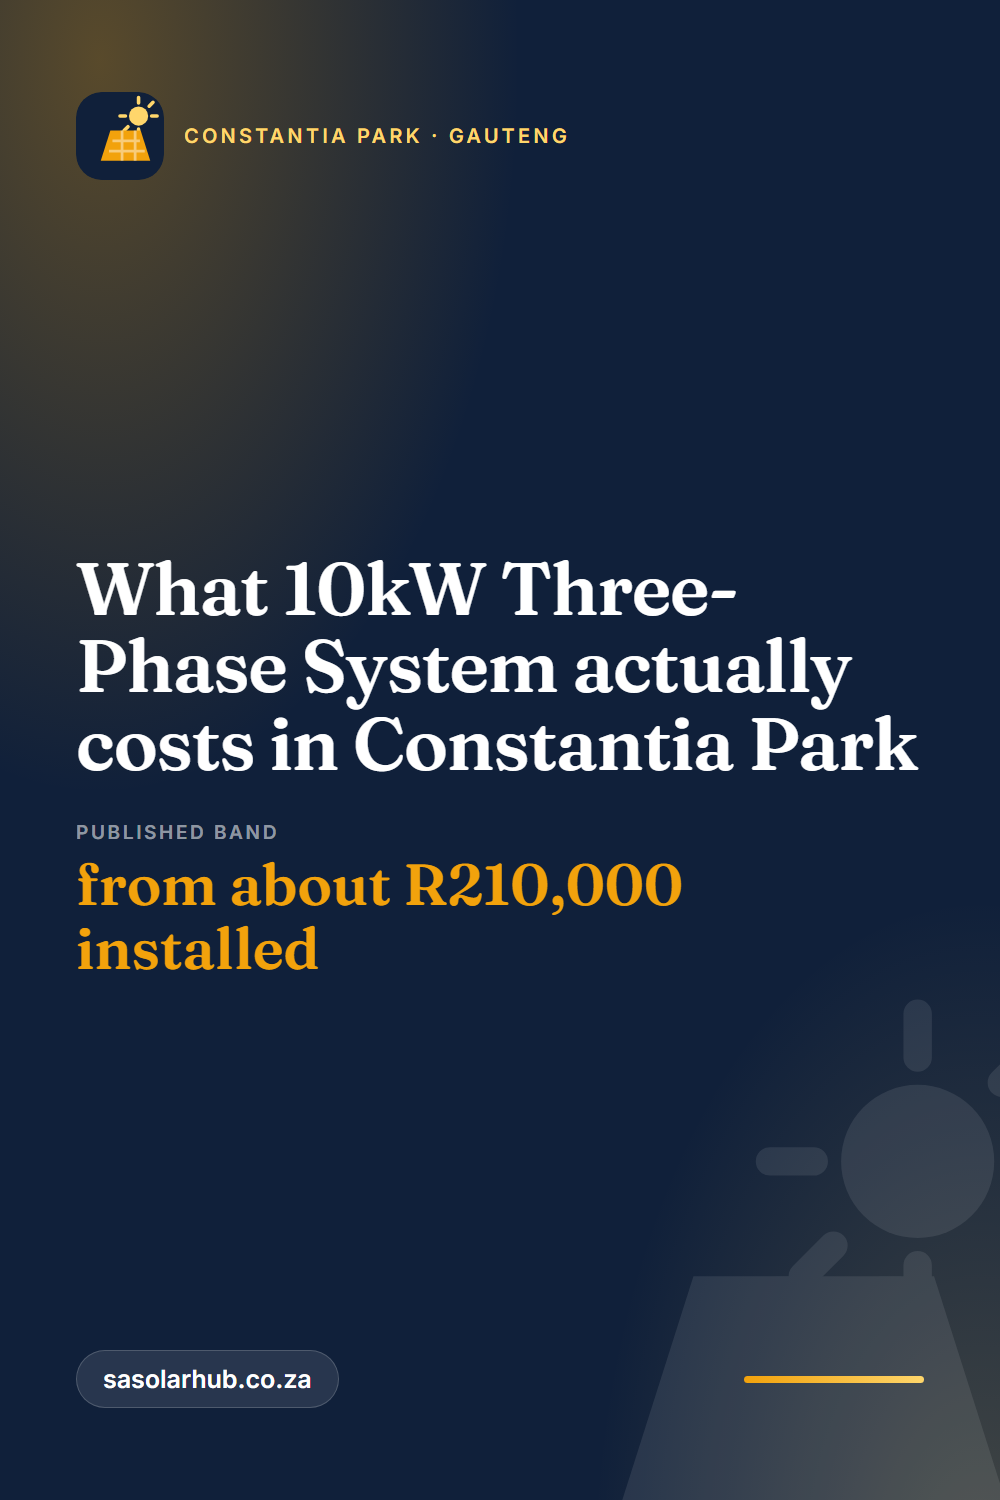 CONSTANTIA PARK · GAUTENG
What 10kW Three-
Phase System actually
costs in Constantia Park
PUBLISHED BAND
from about R210,000
installed
sasolarhub.co.za